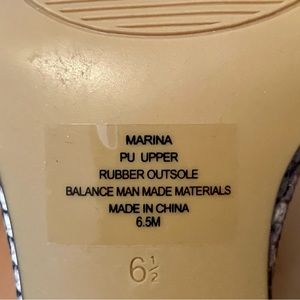 MARINA
PU UPPER
RUBBER OUTSOLE
BALANCE MAN MADE MATERIALS
MADE IN CHINA
6.5M
6½